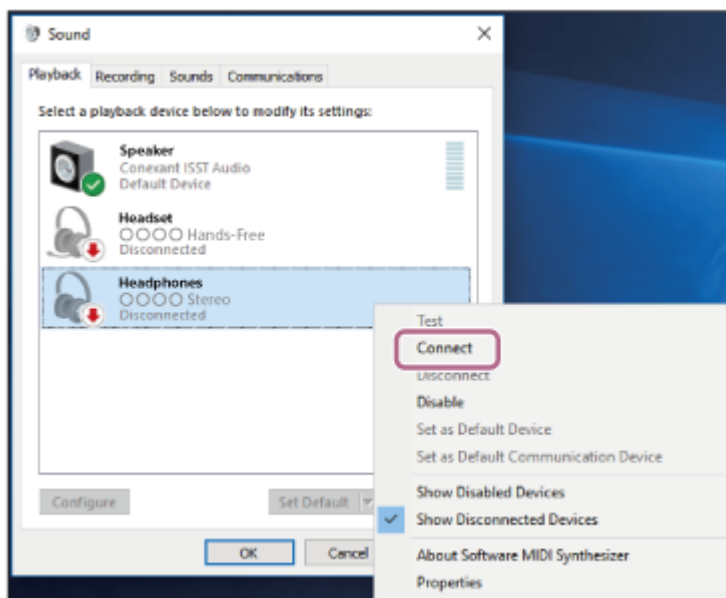 Sound
Playback Recording Sounds Communications
Select a playback device below to modify its settings:
Speaker
Conexant ISST Audio
Default Device
Headset
○○○○ Hands-Free
Disconnected
Headphones
○○○○ Stereo
Disconnected
Test
Connect
Disconnect
Disable
Set as Default Device
Set as Default Communication Device
Show Disabled Devices
Show Disconnected Devices
About Software MIDI Synthesizer
Properties
Configure Set Default
OK Cancel